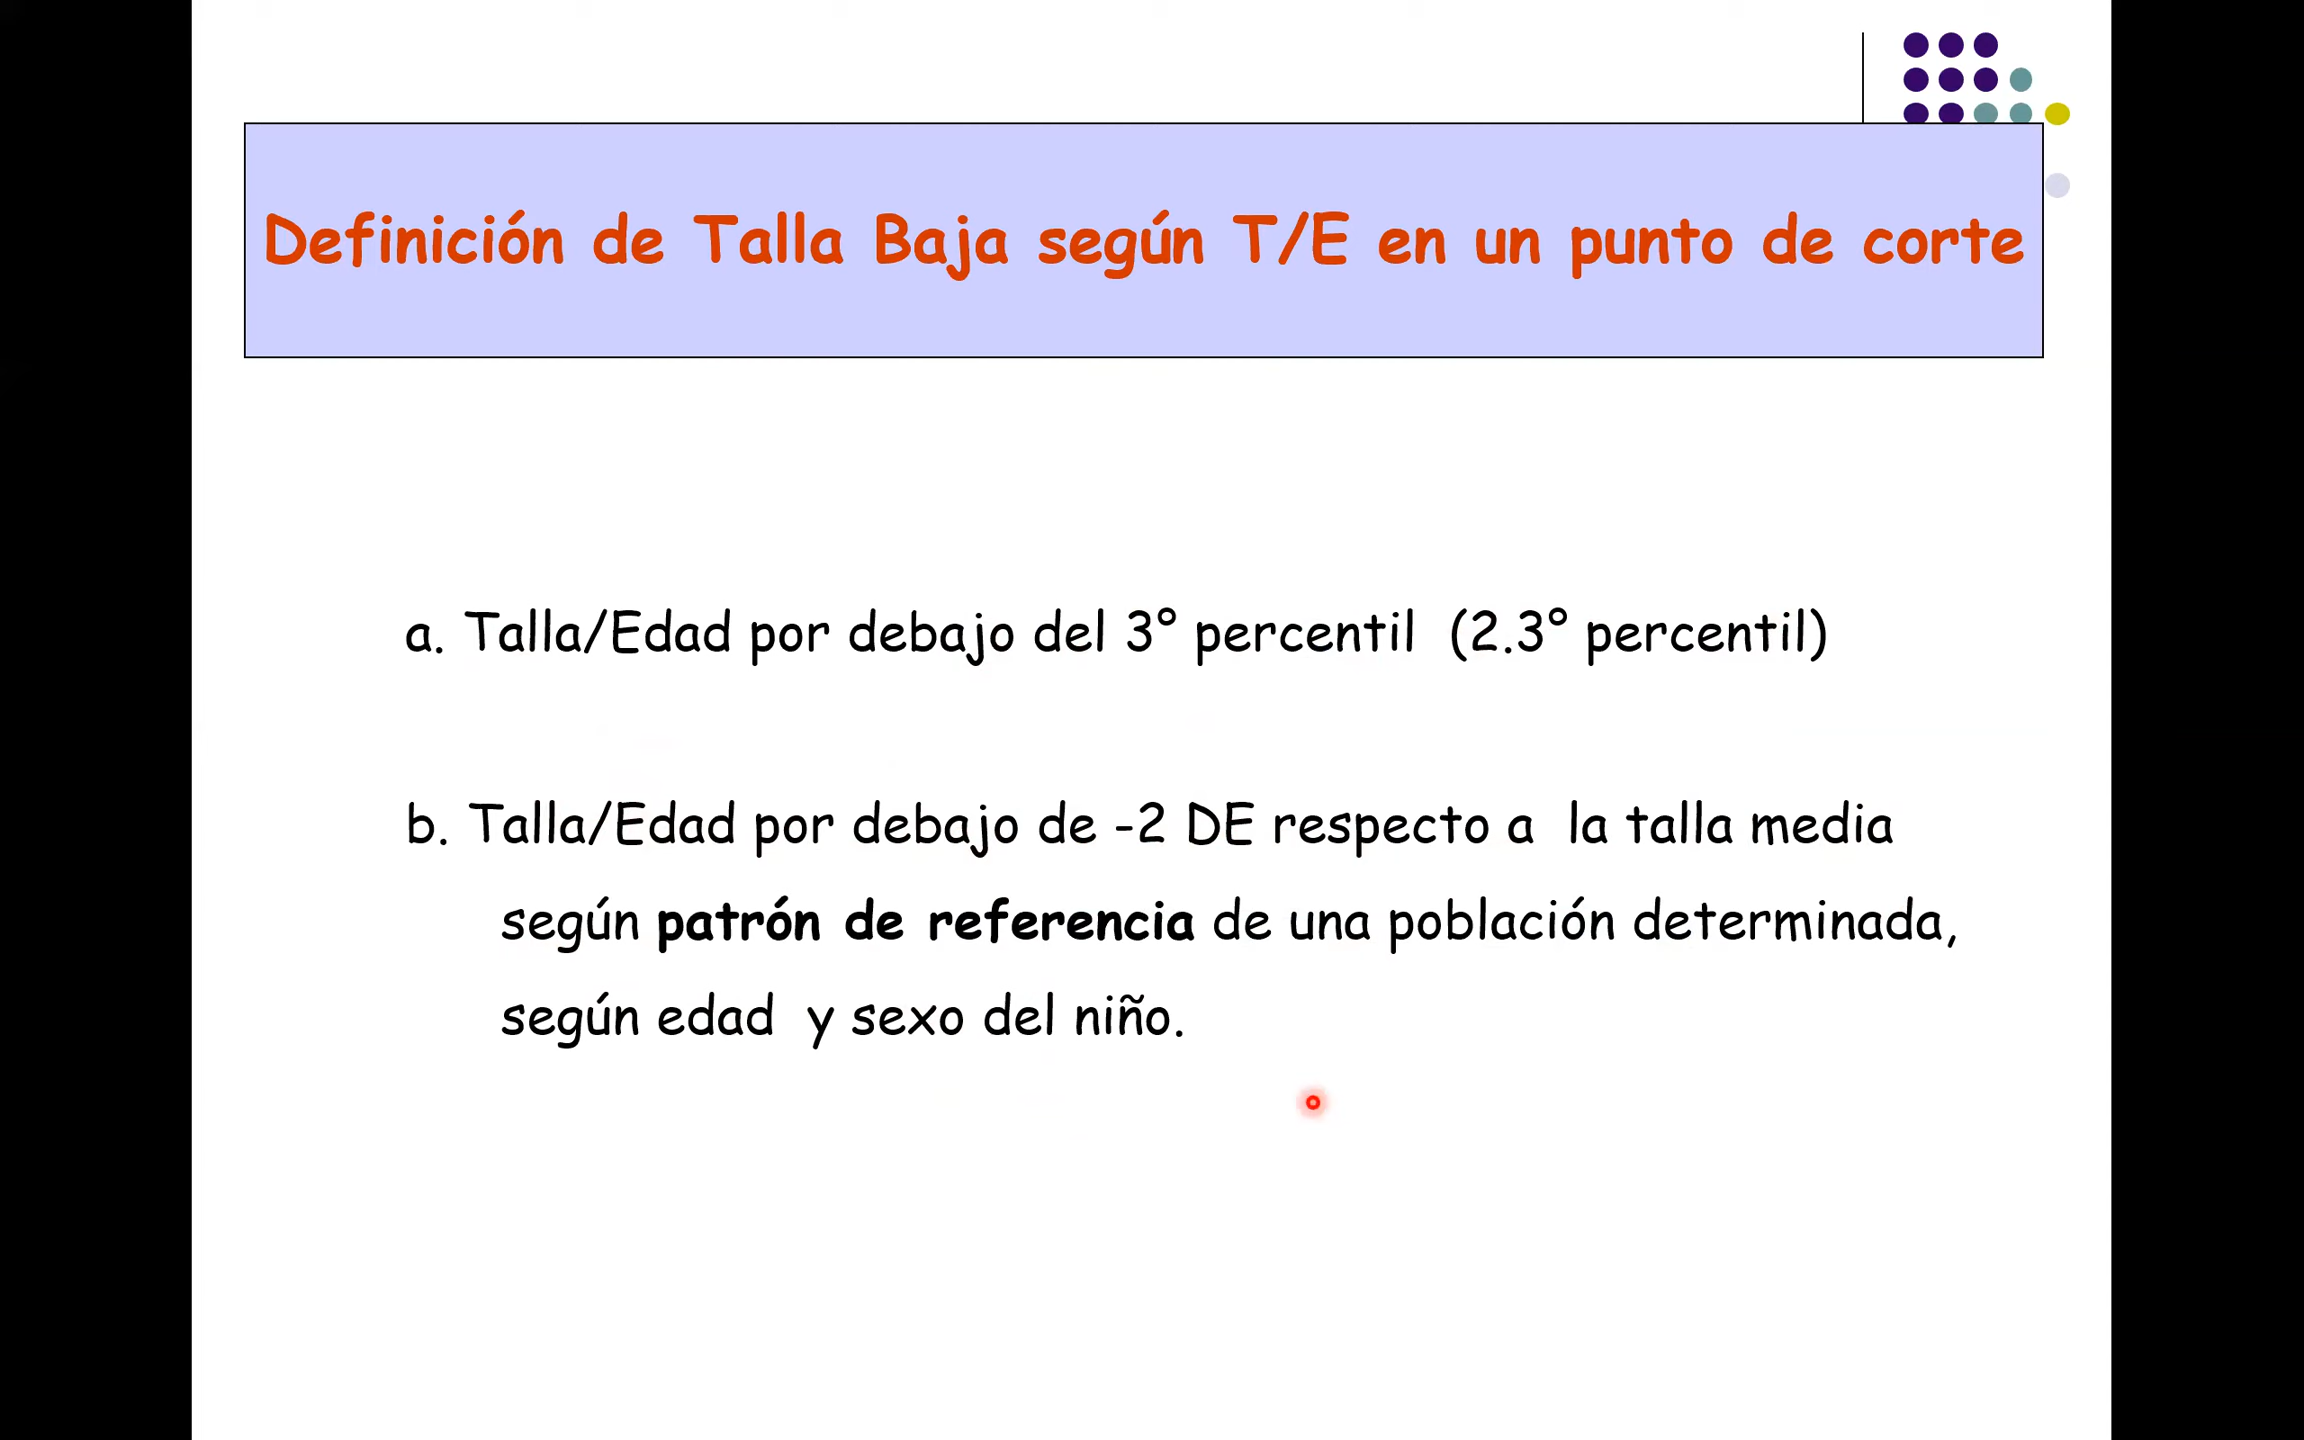 Definición de Talla Baja según T/E en un punto de corte
a. Talla/Edad por debajo del 3° percentil (2.3° percentil)
b. Talla/Edad por debajo de -2 DE respecto a la talla media
según patrón de referencia de una población determinada,
según edad y sexo del niño.